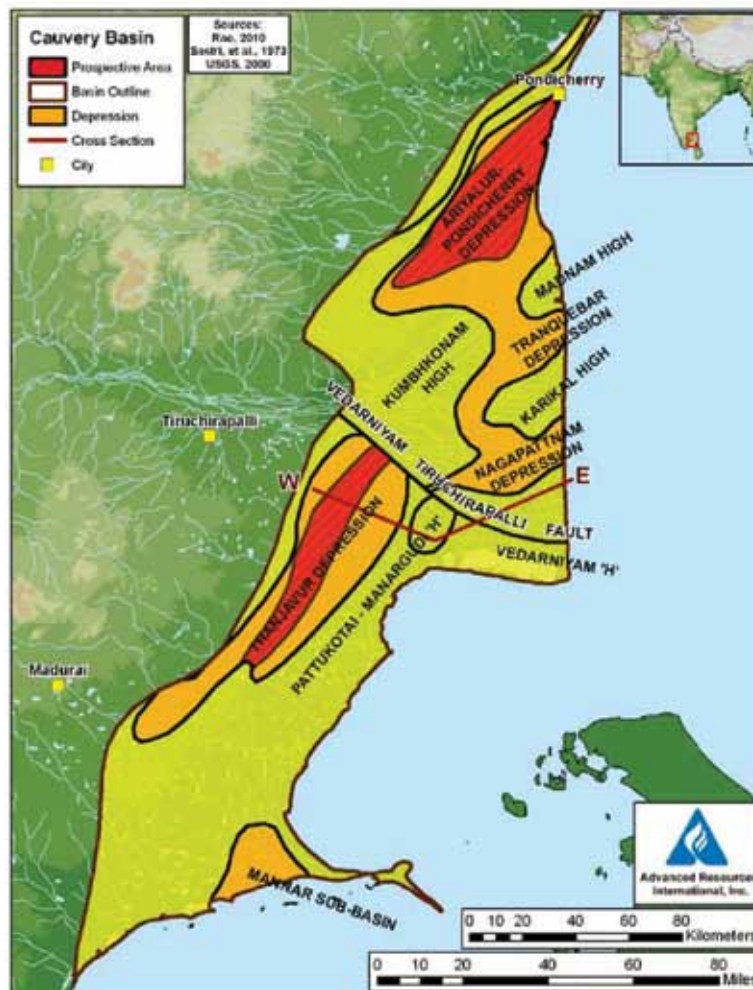 Cauvery Basin
Prospective Area
Basin Outline
Depression
Cross Section
City
Sources:
Rao, 2010
Sastri, et al., 1973
USGS, 2000
Pondicherry
ARIYALUR-
PONDICHERRY
DEPRESSION
MADNAM HIGH
TRANQUEBAR
DEPRESSION
KUMBHKONAM
HIGH
KARIKAL HIGH
Tiruchirapalli
VEDARNIYAM TIRUCHIRAPALLI FAULT
NAGAPATTNAM
DEPRESSION
W
E
THANJAVUR DEPRESSION
PATTUKOTAI - MANARGUDI 'H'
VEDARNIYAM 'H'
Madurai
MANNAR SUB-BASIN
Advanced Resources
International, Inc.
0 10 20 40 60 80
Kilometers
0 10 20 40 60 80
Miles